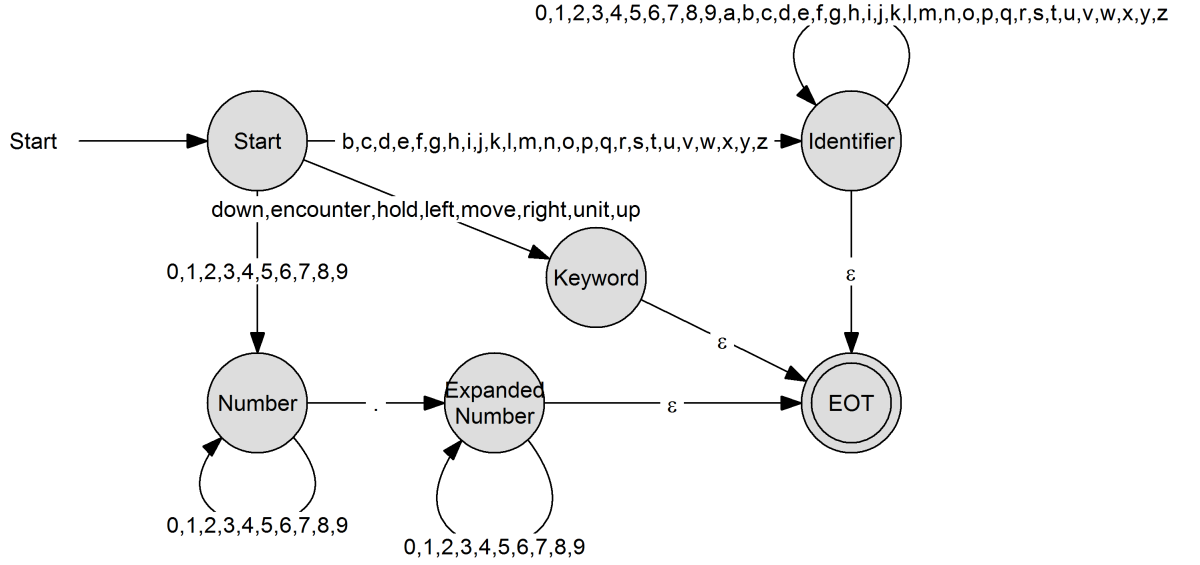 0,1,2,3,4,5,6,7,8,9,a,b,c,d,e,f,g,h,i,j,k,l,m,n,o,p,q,r,s,t,u,v,w,x,y,z
Start
Start
b,c,d,e,f,g,h,i,j,k,l,m,n,o,p,q,r,s,t,u,v,w,x,y,z
Identifier
down,encounter,hold,left,move,right,unit,up
0,1,2,3,4,5,6,7,8,9
Keyword
ε
ε
Number
.
Expanded
Number
ε
EOT
0,1,2,3,4,5,6,7,8,9
0,1,2,3,4,5,6,7,8,9